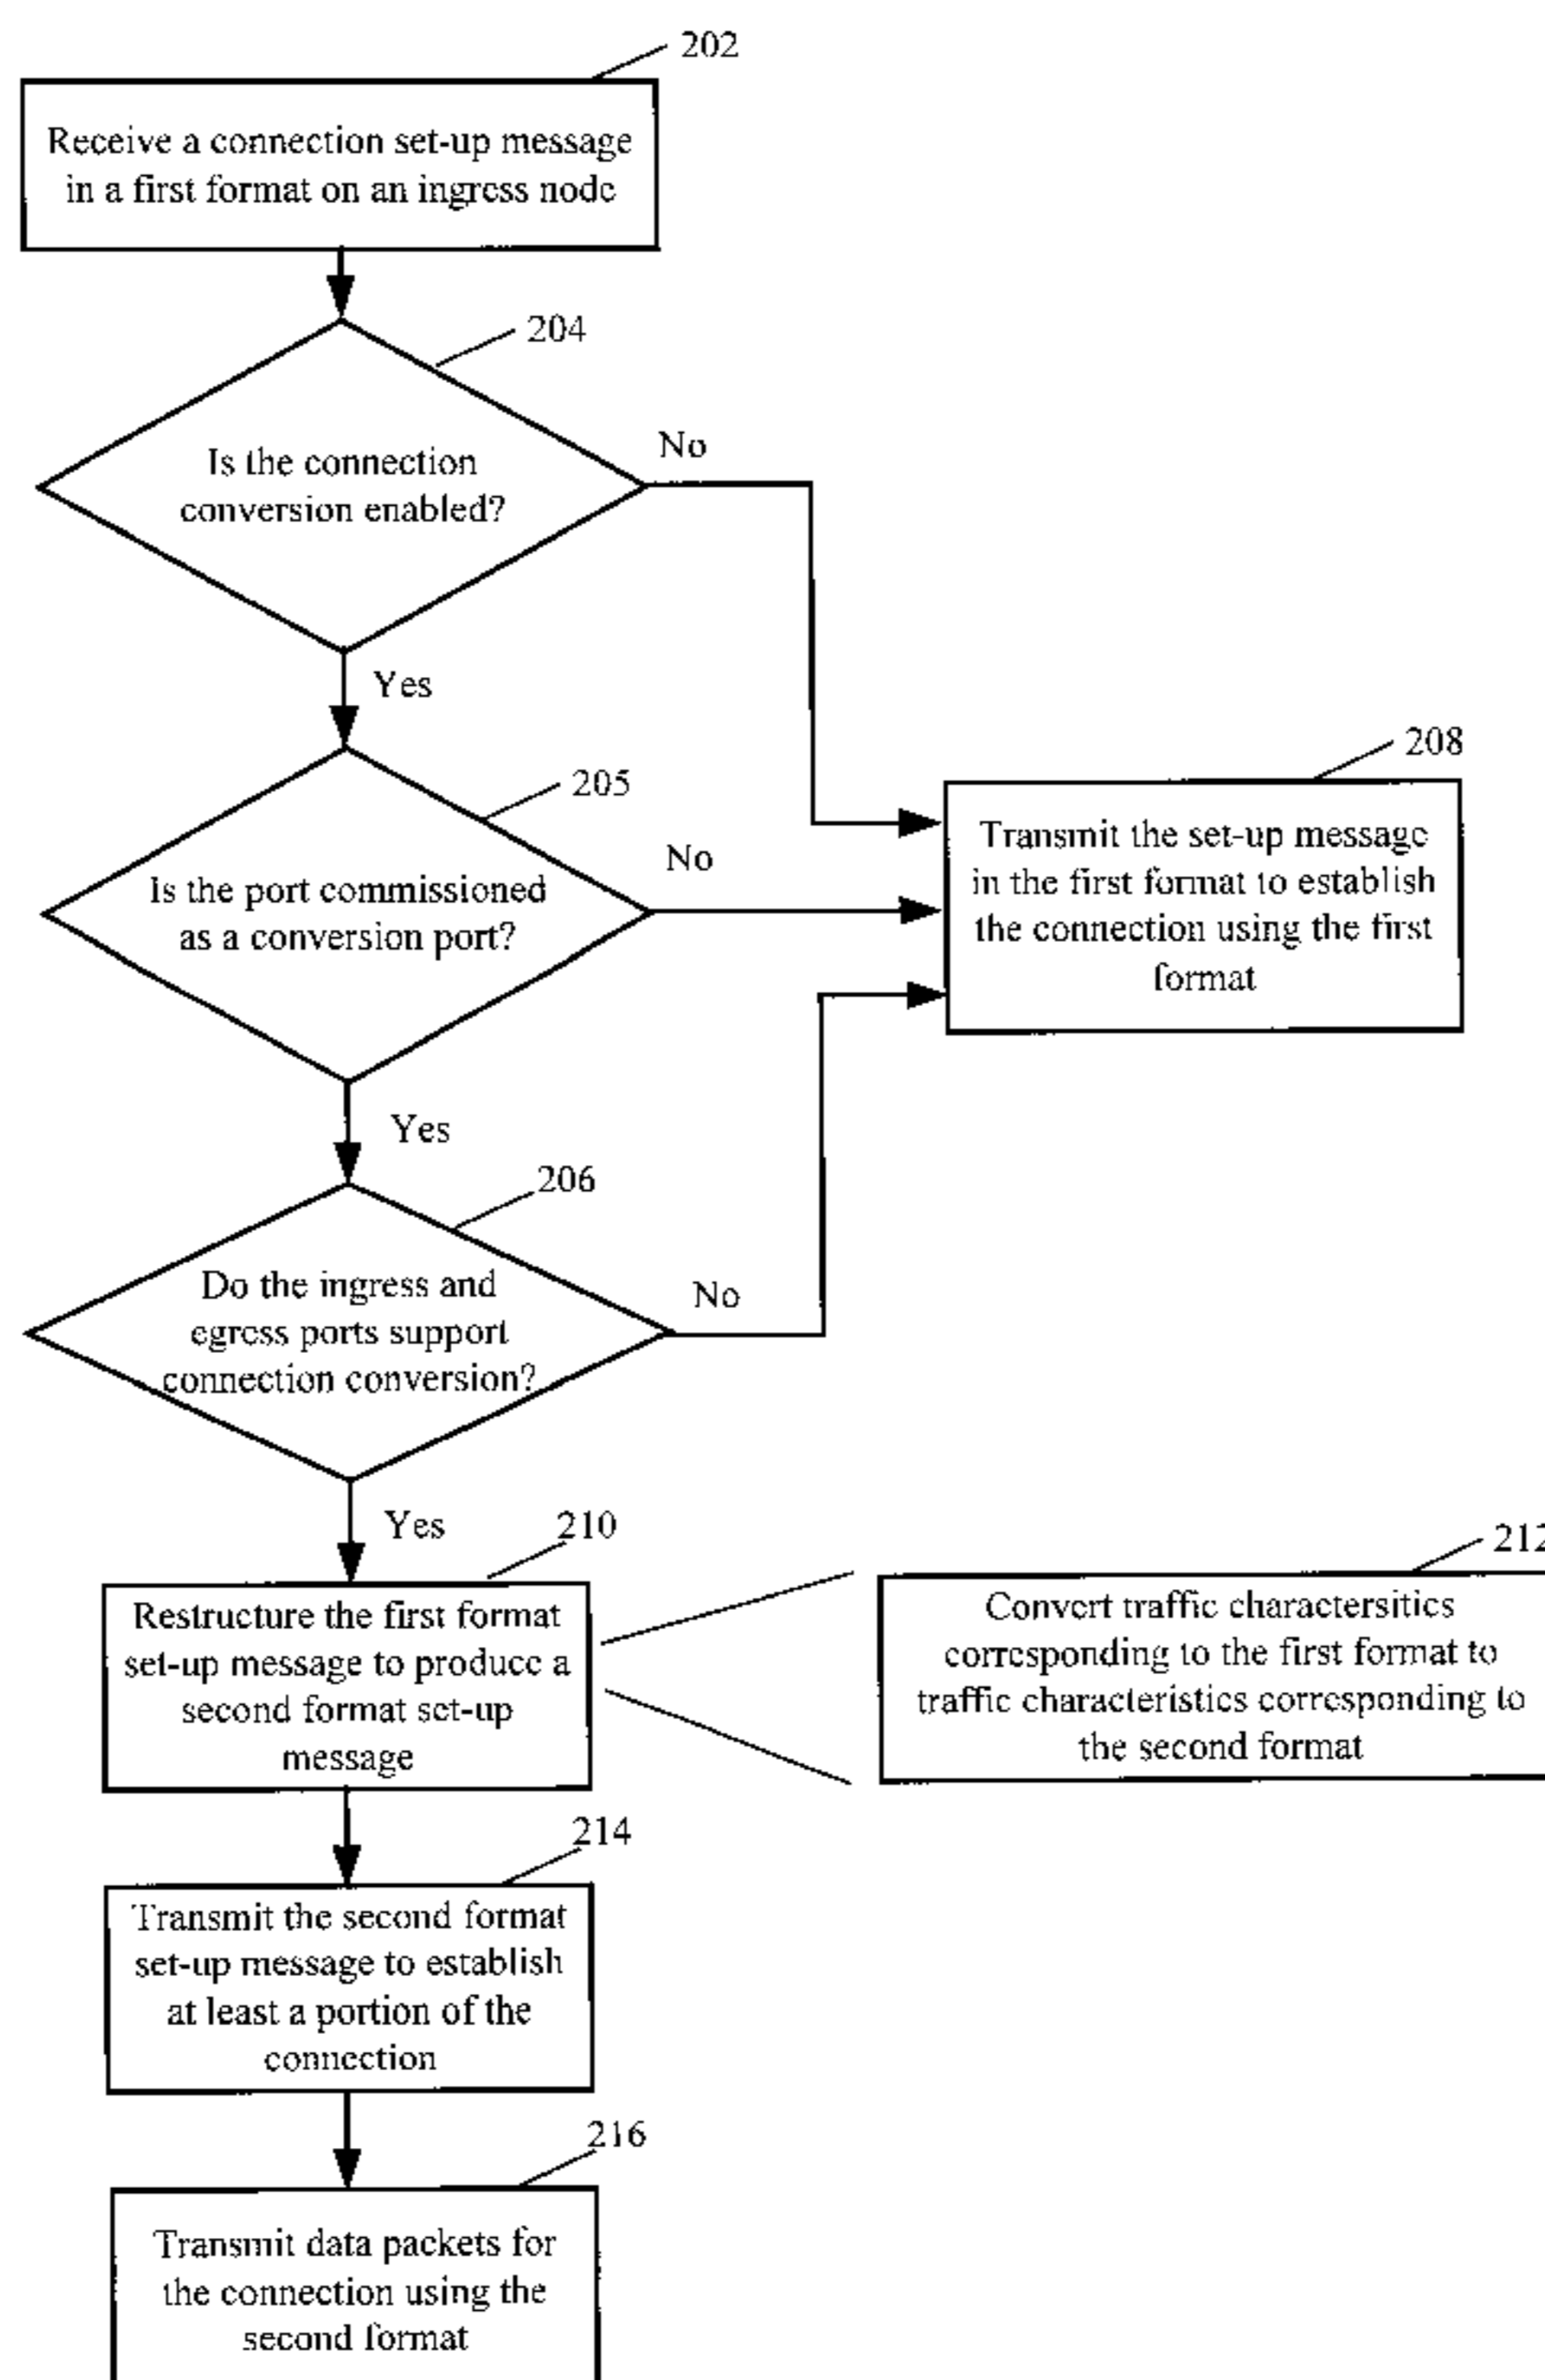 202
Receive a connection set-up message
in a first format on an ingress node
204
Is the connection
conversion enabled?
No
Yes
205
Is the port commissioned
as a conversion port?
No
208
Transmit the set-up message
in the first format to establish
the connection using the first
format
Yes
206
Do the ingress and
egress ports support
connection conversion?
No
Yes
210
Restructure the first format
set-up message to produce a
second format set-up
message
212
Convert traffic charactersitics
corresponding to the first format to
traffic characteristics corresponding to
the second format
214
Transmit the second format
set-up message to establish
at least a portion of the
connection
216
Transmit data packets for
the connection using the
second format